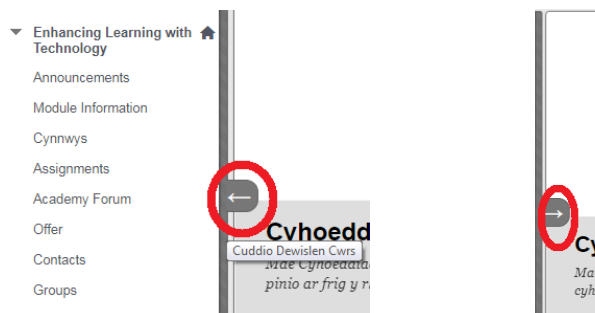 Enhancing Learning with
Technology
Announcements
Module Information
Cynnwys
Assignments
Academy Forum
Offer
Contacts
Groups
←
Cyhoedd
Cuddio Dewislen Cwrs
Mae
pinio ar frig y
→
Cy
Ma
cyh